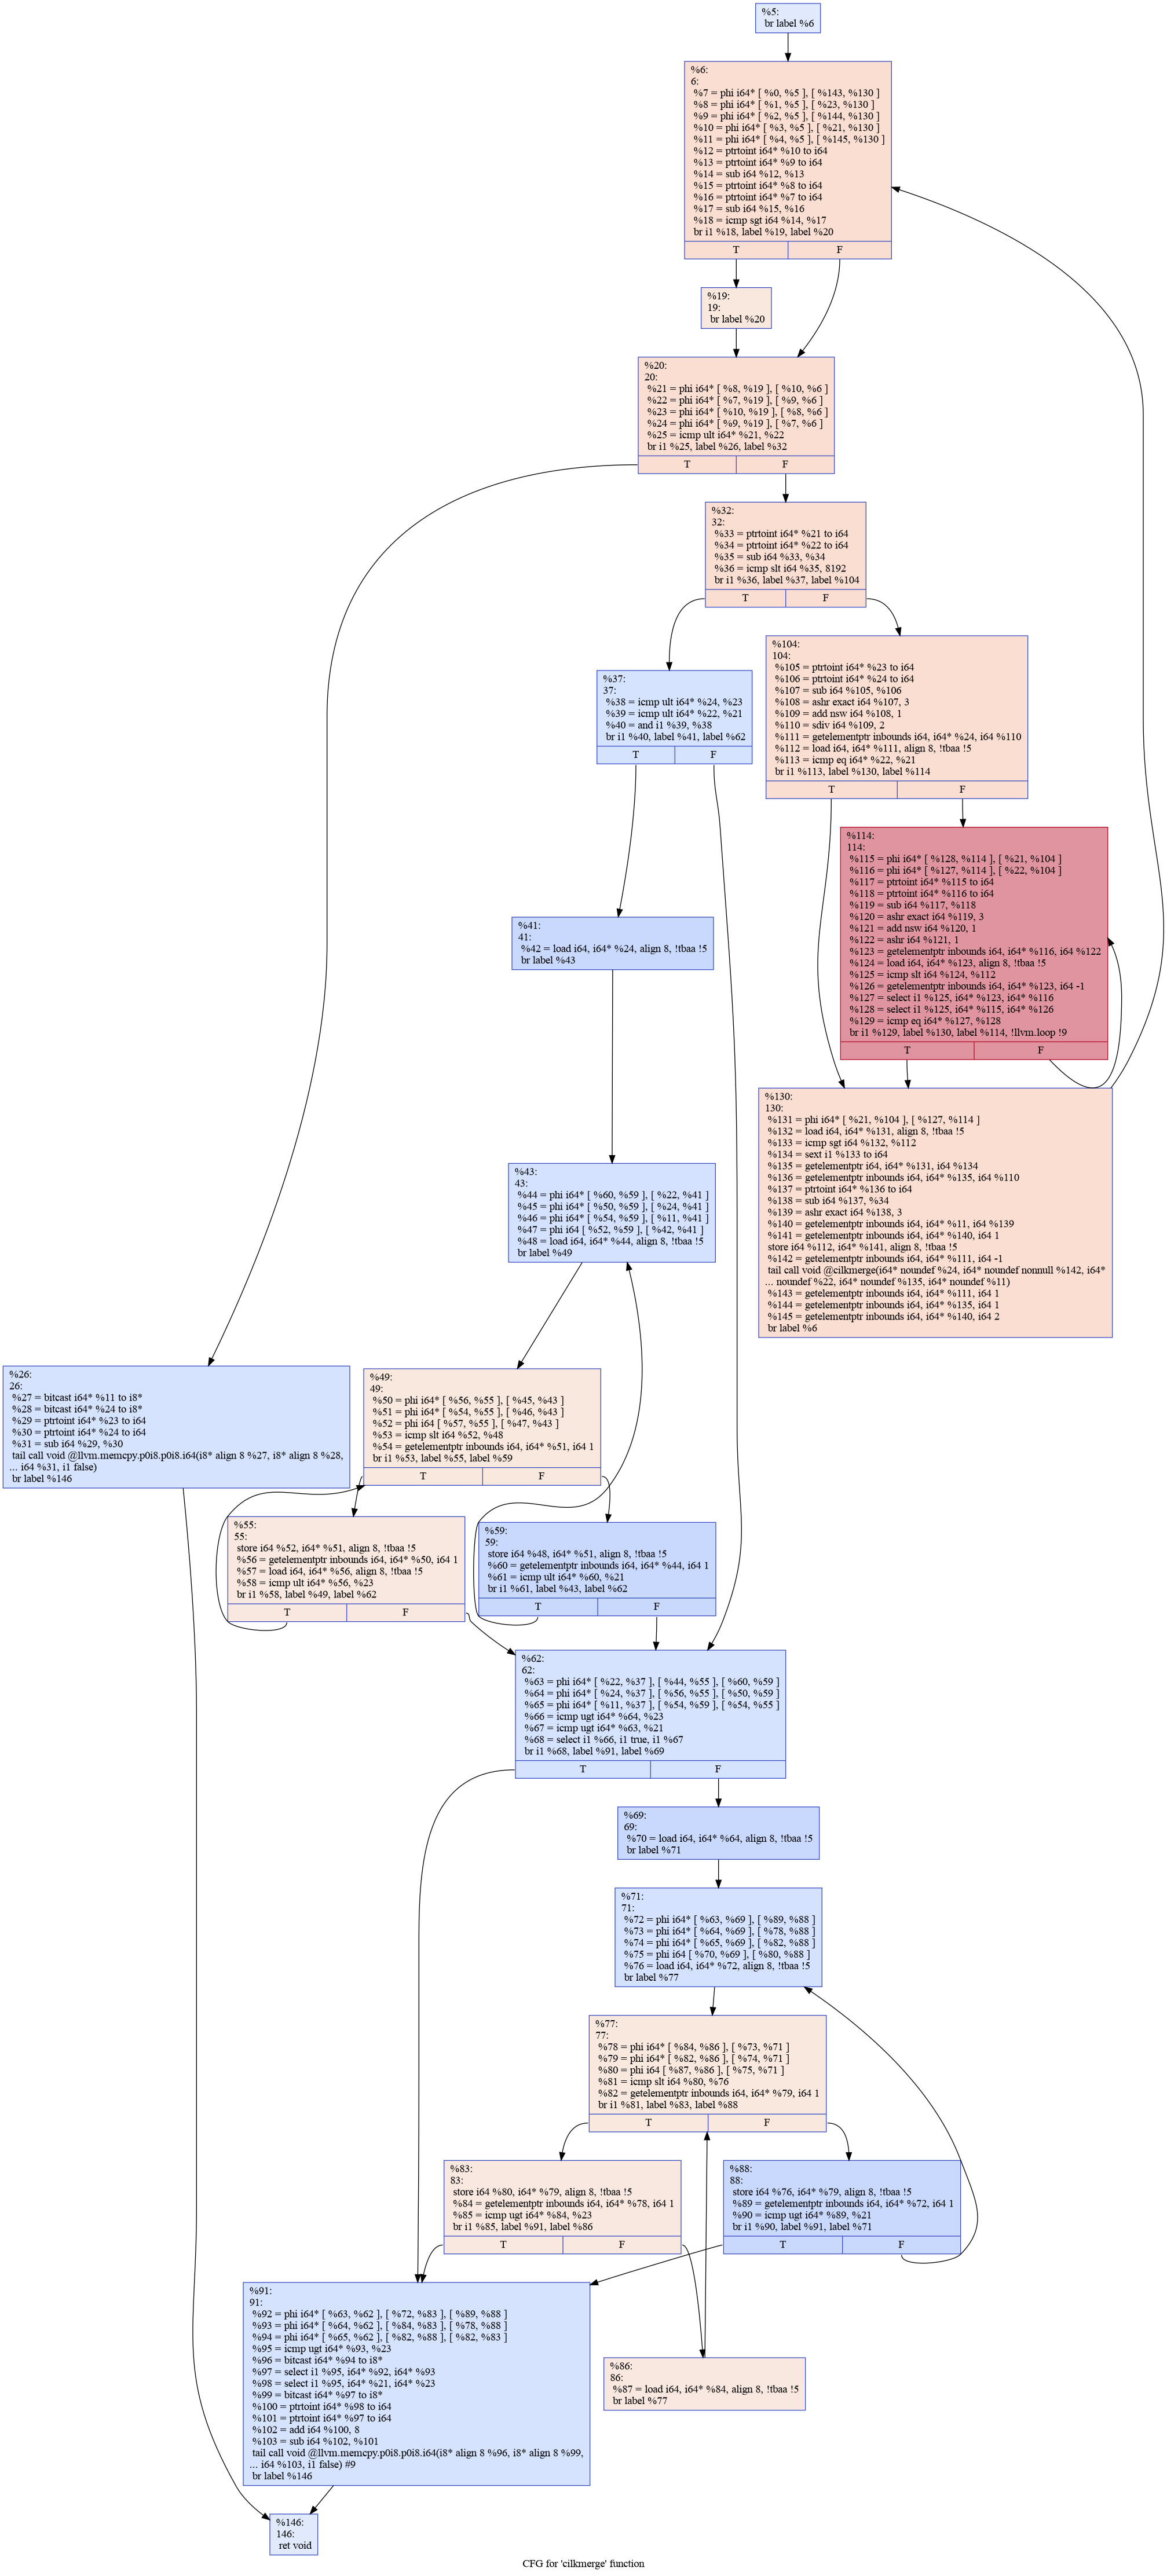 %5:
br label %6
%6:
6:
%7 = phi i64* [ %0, %5 ], [ %143, %130 ]
%8 = phi i64* [ %1, %5 ], [ %23, %130 ]
%9 = phi i64* [ %2, %5 ], [ %144, %130 ]
%10 = phi i64* [ %3, %5 ], [ %21, %130 ]
%11 = phi i64* [ %4, %5 ], [ %145, %130 ]
%12 = ptrtoint i64* %10 to i64
%13 = ptrtoint i64* %9 to i64
%14 = sub i64 %12, %13
%15 = ptrtoint i64* %8 to i64
%16 = ptrtoint i64* %7 to i64
%17 = sub i64 %15, %16
%18 = icmp sgt i64 %14, %17
br i1 %18, label %19, label %20
T F
%19:
19:
br label %20
%20:
20:
%21 = phi i64* [ %8, %19 ], [ %10, %6 ]
%22 = phi i64* [ %7, %19 ], [ %9, %6 ]
%23 = phi i64* [ %10, %19 ], [ %8, %6 ]
%24 = phi i64* [ %9, %19 ], [ %7, %6 ]
%25 = icmp ult i64* %21, %22
br i1 %25, label %26, label %32
T F
%32:
32:
%33 = ptrtoint i64* %21 to i64
%34 = ptrtoint i64* %22 to i64
%35 = sub i64 %33, %34
%36 = icmp slt i64 %35, 8192
br i1 %36, label %37, label %104
T F
%104:
104:
%105 = ptrtoint i64* %23 to i64
%106 = ptrtoint i64* %24 to i64
%107 = sub i64 %105, %106
%108 = ashr exact i64 %107, 3
%109 = add nsw i64 %108, 1
%110 = sdiv i64 %109, 2
%111 = getelementptr inbounds i64, i64* %24, i64 %110
%112 = load i64, i64* %111, align 8, !tbaa !5
%113 = icmp eq i64* %22, %21
br i1 %113, label %130, label %114
T F
%37:
37:
%38 = icmp ult i64* %24, %23
%39 = icmp ult i64* %22, %21
%40 = and i1 %39, %38
br i1 %40, label %41, label %62
T F
%114:
114:
%115 = phi i64* [ %128, %114 ], [ %21, %104 ]
%116 = phi i64* [ %127, %114 ], [ %22, %104 ]
%117 = ptrtoint i64* %115 to i64
%118 = ptrtoint i64* %116 to i64
%119 = sub i64 %117, %118
%120 = ashr exact i64 %119, 3
%121 = add nsw i64 %120, 1
%122 = ashr i64 %121, 1
%123 = getelementptr inbounds i64, i64* %116, i64 %122
%124 = load i64, i64* %123, align 8, !tbaa !5
%125 = icmp slt i64 %124, %112
%126 = getelementptr inbounds i64, i64* %123, i64 -1
%127 = select i1 %125, i64* %123, i64* %116
%128 = select i1 %125, i64* %115, i64* %126
%129 = icmp eq i64* %127, %128
br i1 %129, label %130, label %114, !llvm.loop !9
T F
%41:
41:
%42 = load i64, i64* %24, align 8, !tbaa !5
br label %43
%130:
130:
%131 = phi i64* [ %21, %104 ], [ %127, %114 ]
%132 = load i64, i64* %131, align 8, !tbaa !5
%133 = icmp sgt i64 %132, %112
%134 = sext i1 %133 to i64
%135 = getelementptr i64, i64* %131, i64 %134
%136 = getelementptr inbounds i64, i64* %135, i64 %110
%137 = ptrtoint i64* %136 to i64
%138 = sub i64 %137, %34
%139 = ashr exact i64 %138, 3
%140 = getelementptr inbounds i64, i64* %11, i64 %139
%141 = getelementptr inbounds i64, i64* %140, i64 1
store i64 %112, i64* %141, align 8, !tbaa !5
%142 = getelementptr inbounds i64, i64* %111, i64 -1
tail call void @cilkmerge(i64* noundef %24, i64* noundef nonnull %142, i64*
... noundef %22, i64* noundef %135, i64* noundef %11)
%143 = getelementptr inbounds i64, i64* %111, i64 1
%144 = getelementptr inbounds i64, i64* %135, i64 1
%145 = getelementptr inbounds i64, i64* %140, i64 2
br label %6
%43:
43:
%44 = phi i64* [ %60, %59 ], [ %22, %41 ]
%45 = phi i64* [ %50, %59 ], [ %24, %41 ]
%46 = phi i64* [ %54, %59 ], [ %11, %41 ]
%47 = phi i64 [ %52, %59 ], [ %42, %41 ]
%48 = load i64, i64* %44, align 8, !tbaa !5
br label %49
%26:
26:
%27 = bitcast i64* %11 to i8*
%28 = bitcast i64* %24 to i8*
%29 = ptrtoint i64* %23 to i64
%30 = ptrtoint i64* %24 to i64
%31 = sub i64 %29, %30
tail call void @llvm.memcpy.p0i8.p0i8.i64(i8* align 8 %27, i8* align 8 %28,
... i64 %31, i1 false)
br label %146
%49:
49:
%50 = phi i64* [ %56, %55 ], [ %45, %43 ]
%51 = phi i64* [ %54, %55 ], [ %46, %43 ]
%52 = phi i64 [ %57, %55 ], [ %47, %43 ]
%53 = icmp slt i64 %52, %48
%54 = getelementptr inbounds i64, i64* %51, i64 1
br i1 %53, label %55, label %59
T F
%55:
55:
store i64 %52, i64* %51, align 8, !tbaa !5
%56 = getelementptr inbounds i64, i64* %50, i64 1
%57 = load i64, i64* %56, align 8, !tbaa !5
%58 = icmp ult i64* %56, %23
br i1 %58, label %49, label %62
T F
%59:
59:
store i64 %48, i64* %51, align 8, !tbaa !5
%60 = getelementptr inbounds i64, i64* %44, i64 1
%61 = icmp ult i64* %60, %21
br i1 %61, label %43, label %62
T F
%62:
62:
%63 = phi i64* [ %22, %37 ], [ %44, %55 ], [ %60, %59 ]
%64 = phi i64* [ %24, %37 ], [ %56, %55 ], [ %50, %59 ]
%65 = phi i64* [ %11, %37 ], [ %54, %59 ], [ %54, %55 ]
%66 = icmp ugt i64* %64, %23
%67 = icmp ugt i64* %63, %21
%68 = select i1 %66, i1 true, i1 %67
br i1 %68, label %91, label %69
T F
%69:
69:
%70 = load i64, i64* %64, align 8, !tbaa !5
br label %71
%71:
71:
%72 = phi i64* [ %63, %69 ], [ %89, %88 ]
%73 = phi i64* [ %64, %69 ], [ %78, %88 ]
%74 = phi i64* [ %65, %69 ], [ %82, %88 ]
%75 = phi i64 [ %70, %69 ], [ %80, %88 ]
%76 = load i64, i64* %72, align 8, !tbaa !5
br label %77
%77:
77:
%78 = phi i64* [ %84, %86 ], [ %73, %71 ]
%79 = phi i64* [ %82, %86 ], [ %74, %71 ]
%80 = phi i64 [ %87, %86 ], [ %75, %71 ]
%81 = icmp slt i64 %80, %76
%82 = getelementptr inbounds i64, i64* %79, i64 1
br i1 %81, label %83, label %88
T F
%83:
83:
store i64 %80, i64* %79, align 8, !tbaa !5
%84 = getelementptr inbounds i64, i64* %78, i64 1
%85 = icmp ugt i64* %84, %23
br i1 %85, label %91, label %86
T F
%88:
88:
store i64 %76, i64* %79, align 8, !tbaa !5
%89 = getelementptr inbounds i64, i64* %72, i64 1
%90 = icmp ugt i64* %89, %21
br i1 %90, label %91, label %71
T F
%91:
91:
%92 = phi i64* [ %63, %62 ], [ %72, %83 ], [ %89, %88 ]
%93 = phi i64* [ %64, %62 ], [ %84, %83 ], [ %78, %88 ]
%94 = phi i64* [ %65, %62 ], [ %82, %88 ], [ %82, %83 ]
%95 = icmp ugt i64* %93, %23
%96 = bitcast i64* %94 to i8*
%97 = select i1 %95, i64* %92, i64* %93
%98 = select i1 %95, i64* %21, i64* %23
%99 = bitcast i64* %97 to i8*
%100 = ptrtoint i64* %98 to i64
%101 = ptrtoint i64* %97 to i64
%102 = add i64 %100, 8
%103 = sub i64 %102, %101
tail call void @llvm.memcpy.p0i8.p0i8.i64(i8* align 8 %96, i8* align 8 %99,
... i64 %103, i1 false) #9
br label %146
%86:
86:
%87 = load i64, i64* %84, align 8, !tbaa !5
br label %77
%146:
146:
ret void
CFG for 'cilkmerge' function